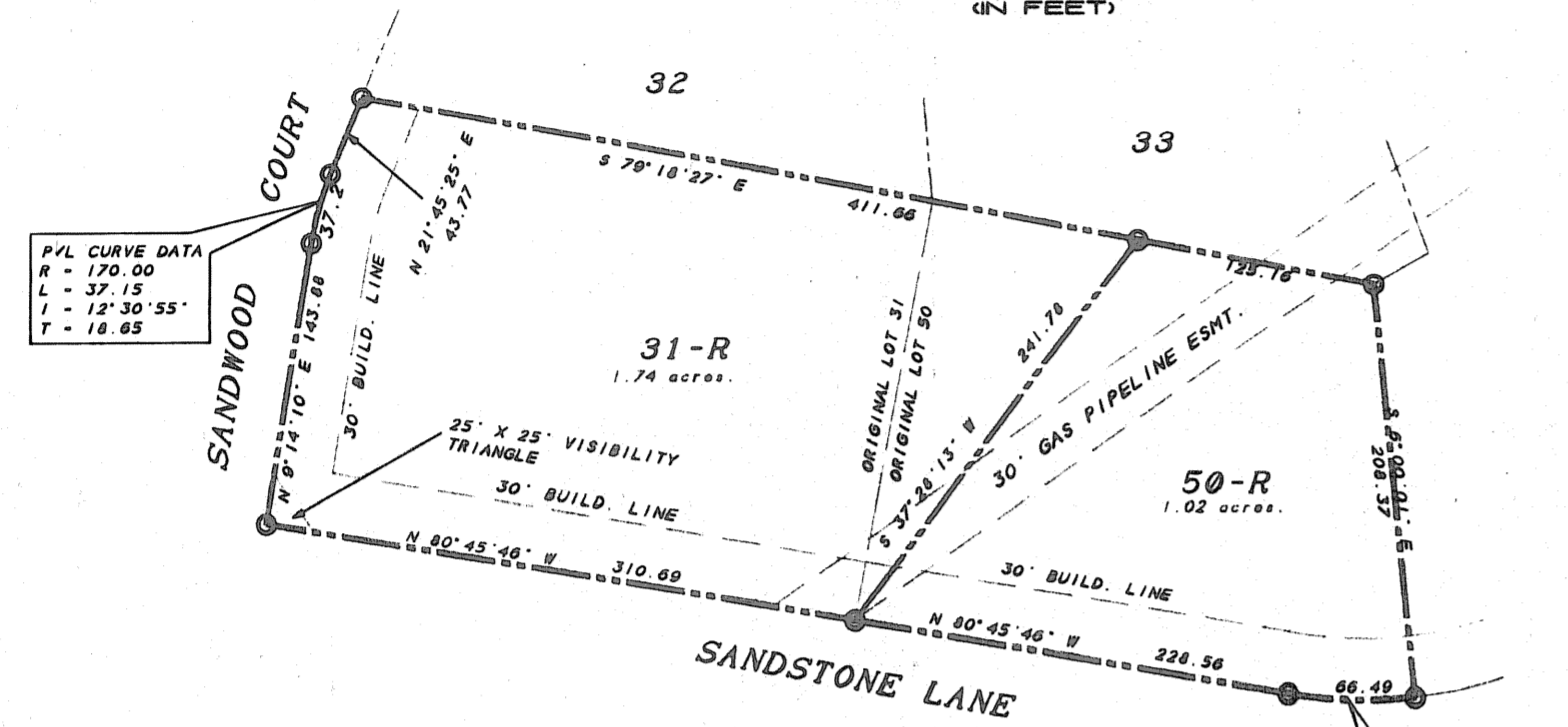 (IN FEET)
32
33
COURT
S 79°18'27" E
411.66
N 21°45'25" E
43.77
37.2
125.16
P/L CURVE DATA
R - 170.00
L - 37.15
I - 12°30'55"
T - 18.65
30' BUILD. LINE
N 9°14'10" E 143.88
SANDWOOD
31-R
1.74 acres.
ORIGINAL LOT 31
ORIGINAL LOT 50
241.78
S 37°26'13" W
30' GAS PIPELINE ESMT.
25' X 25' VISIBILITY
TRIANGLE
50-R
1.02 acres.
208.37
30' BUILD. LINE
N 80°45'46" W
310.69
30' BUILD. LINE
N 80°45'46" W
228.56
66.49
SANDSTONE LANE